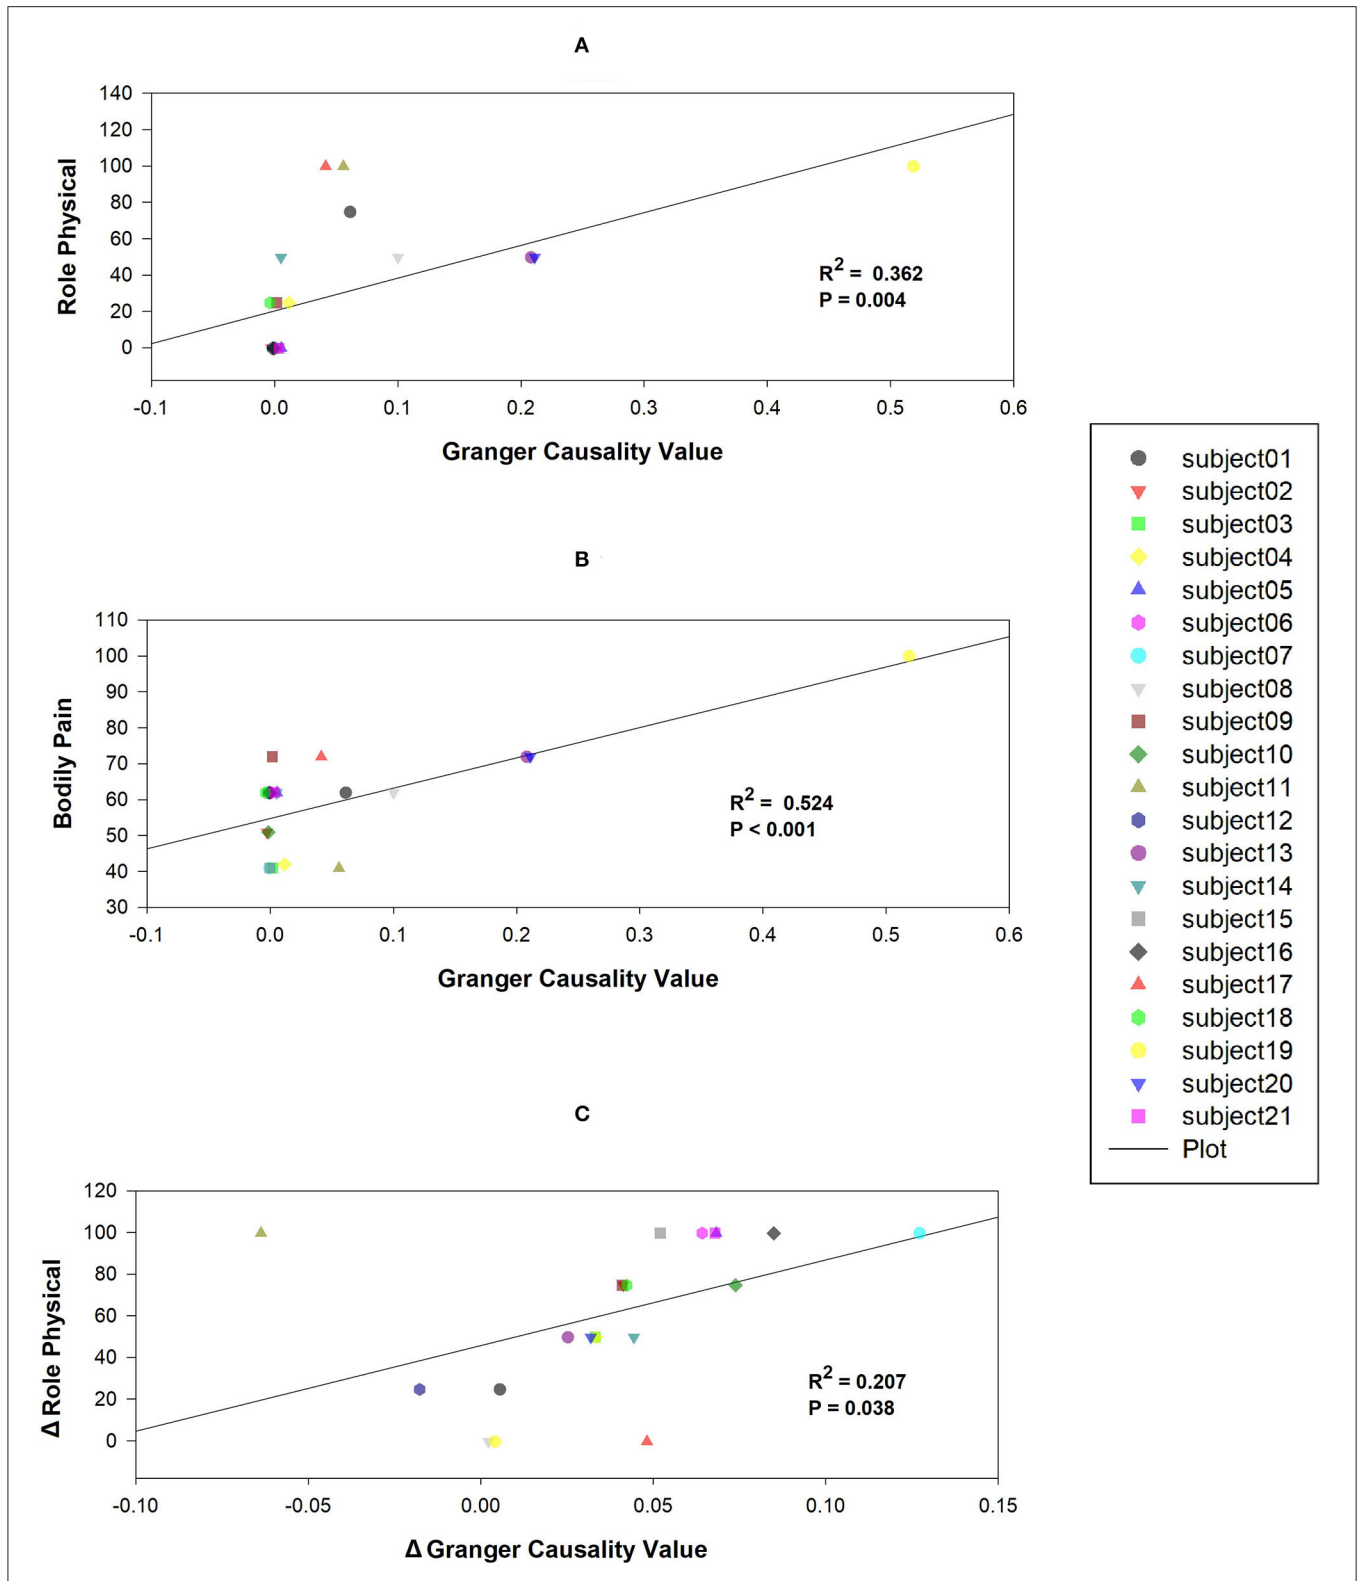 A
140
120
100
80
60
40
20
0
Role Physical
R2 = 0.362
P = 0.004
-0.1 0.0 0.1 0.2 0.3 0.4 0.5 0.6
Granger Causality Value
B
110
100
90
80
70
60
50
40
30
Bodily Pain
R2 = 0.524
P < 0.001
-0.1 0.0 0.1 0.2 0.3 0.4 0.5 0.6
Granger Causality Value
C
120
100
80
60
40
20
0
Δ Role Physical
R2 = 0.207
P = 0.038
-0.10 -0.05 0.00 0.05 0.10 0.15
Δ Granger Causality Value
subject01
subject02
subject03
subject04
subject05
subject06
subject07
subject08
subject09
subject10
subject11
subject12
subject13
subject14
subject15
subject16
subject17
subject18
subject19
subject20
subject21
Plot